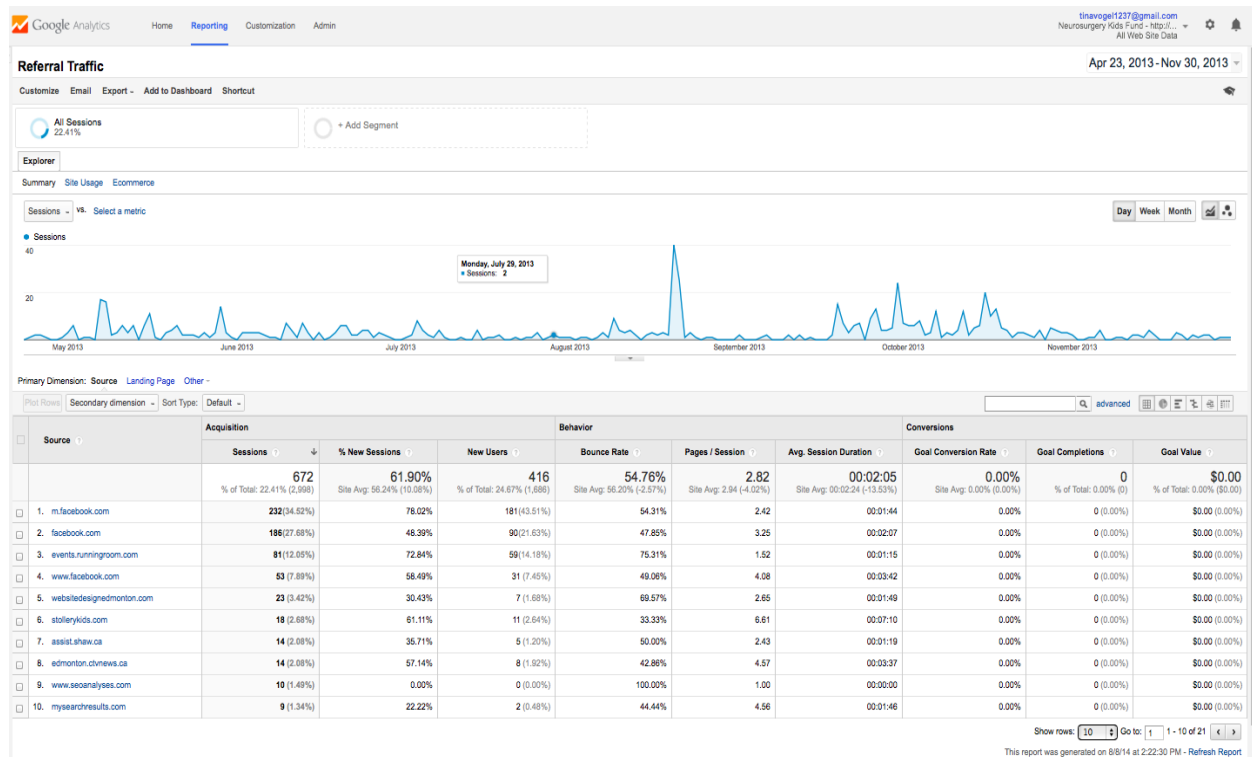 Google Analytics Home Reporting Customization Admin
tinavogel1237@gmail.com
Neurosurgery Kids Fund - http://...
All Web Site Data
Referral Traffic
Apr 23, 2013 - Nov 30, 2013
Customize Email Export Add to Dashboard Shortcut
All Sessions
22.41%
+ Add Segment
Explorer
Summary Site Usage Ecommerce
Sessions vs. Select a metric
Day Week Month
Sessions
40
20
Monday, July 29, 2013
Sessions: 2
May 2013 June 2013 July 2013 August 2013 September 2013 October 2013 November 2013
Primary Dimension: Source Landing Page Other
Plot Rows Secondary dimension Sort Type: Default
advanced
Source Acquisition Behavior Conversions
Sessions ? % New Sessions ? New Users ? Bounce Rate ? Pages / Session ? Avg. Session Duration ? Goal Conversion Rate ? Goal Completions ? Goal Value ?
672 61.90% 416 54.76% 2.82 00:02:05 0.00% 0 $0.00
% of Total: 22.41% (2,998) Site Avg: 56.24% (10.08%) % of Total: 24.67% (1,686) Site Avg: 56.20% (-2.57%) Site Avg: 2.94 (-4.02%) Site Avg: 00:02:24 (-13.53%) Site Avg: 0.00% (0.00%) % of Total: 0.00% (0) % of Total: 0.00% ($0.00)
1. m.facebook.com 232(34.52%) 78.02% 181(43.51%) 54.31% 2.42 00:01:44 0.00% 0 (0.00%) $0.00 (0.00%)
2. facebook.com 186(27.68%) 48.39% 90(21.63%) 47.85% 3.25 00:02:07 0.00% 0 (0.00%) $0.00 (0.00%)
3. events.runningroom.com 81(12.05%) 72.84% 59(14.18%) 75.31% 1.52 00:01:15 0.00% 0 (0.00%) $0.00 (0.00%)
4. www.facebook.com 53 (7.89%) 58.49% 31 (7.45%) 49.06% 4.08 00:03:42 0.00% 0 (0.00%) $0.00 (0.00%)
5. websitedesignedmonton.com 23 (3.42%) 30.43% 7 (1.68%) 69.57% 2.65 00:01:49 0.00% 0 (0.00%) $0.00 (0.00%)
6. stollerykids.com 18 (2.68%) 61.11% 11 (2.64%) 33.33% 6.61 00:07:10 0.00% 0 (0.00%) $0.00 (0.00%)
7. assist.shaw.ca 14 (2.08%) 35.71% 5 (1.20%) 50.00% 2.43 00:01:19 0.00% 0 (0.00%) $0.00 (0.00%)
8. edmonton.ctvnews.ca 14 (2.08%) 57.14% 8 (1.92%) 42.86% 4.57 00:03:37 0.00% 0 (0.00%) $0.00 (0.00%)
9. www.seoanalyses.com 10 (1.49%) 0.00% 0 (0.00%) 100.00% 1.00 00:00:00 0.00% 0 (0.00%) $0.00 (0.00%)
10. mysearchresults.com 9 (1.34%) 22.22% 2 (0.48%) 44.44% 4.56 00:01:46 0.00% 0 (0.00%) $0.00 (0.00%)
Show rows: 10 Go to: 1 1 - 10 of 21
This report was generated on 8/8/14 at 2:22:30 PM - Refresh Report